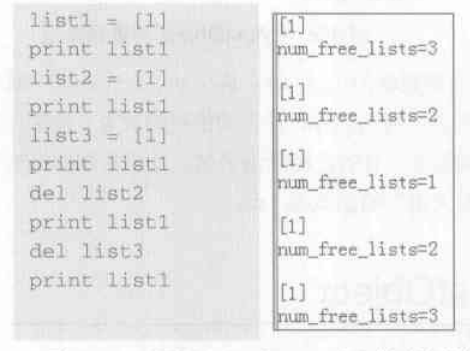 list1 = [1]
print list1
list2 = [1]
print list1
list3 = [1]
print list1
del list2
print list1
del list3
print list1
[1]
num_free_lists=3
[1]
num_free_lists=2
[1]
num_free_lists=1
[1]
num_free_lists=2
[1]
num_free_lists=3